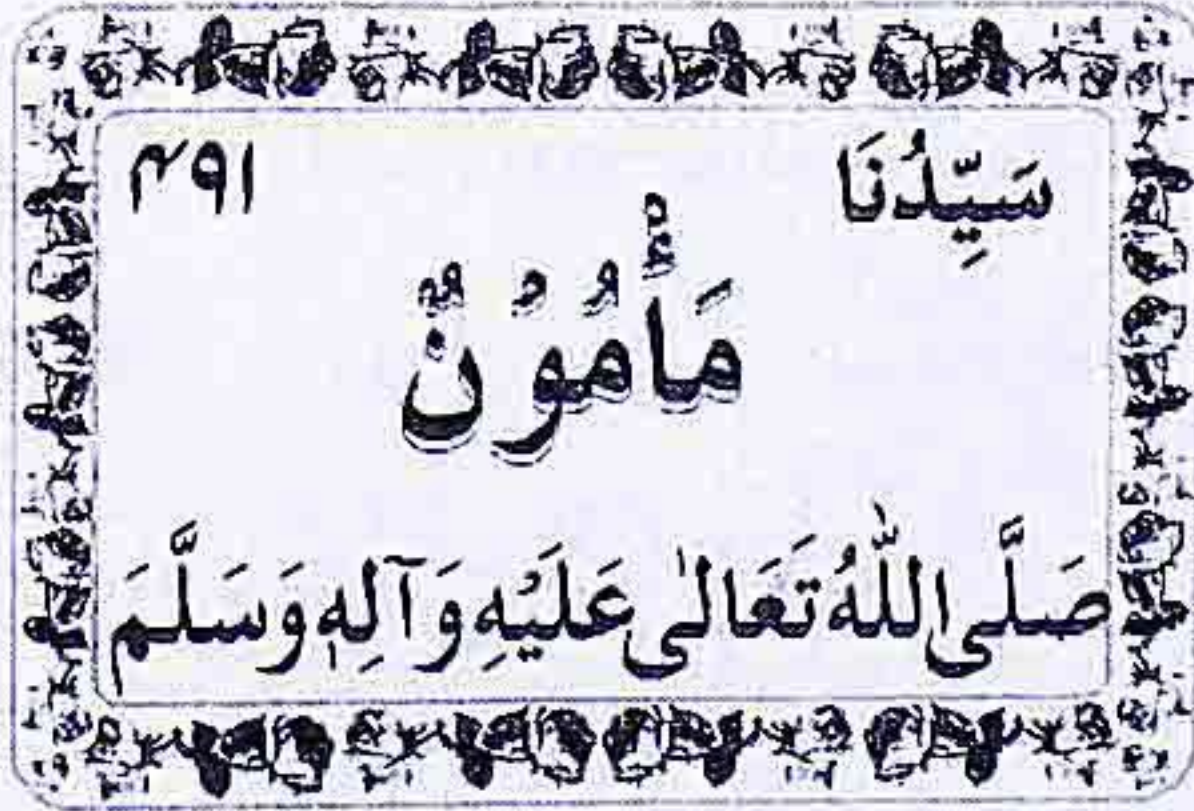 سَيِّدُنَا ۴۹۱
مَأْمُوْنٌ
صَلَّى اللّٰهُ تَعَالٰى عَلَيْهِ وَآلِهٖ وَسَلَّمَ